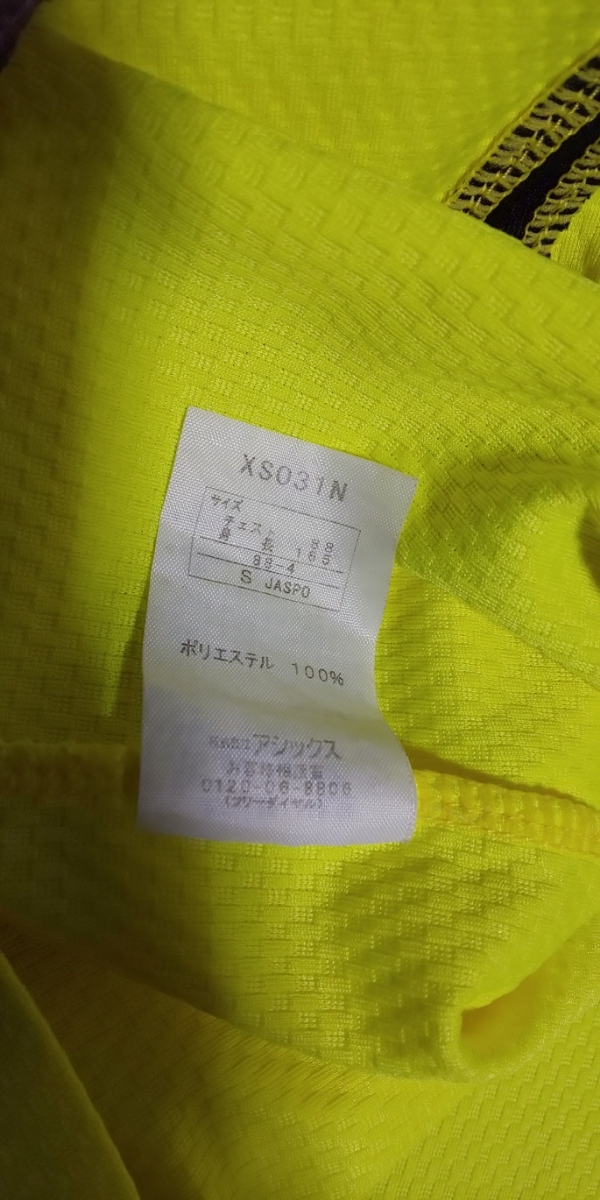 XS031N
サイズ
チェスト 88
身長 165
88-4
S JASPO
ポリエステル 100%
株式会社アシックス
お客様相談室
0120-06-8806
(フリーダイヤル)